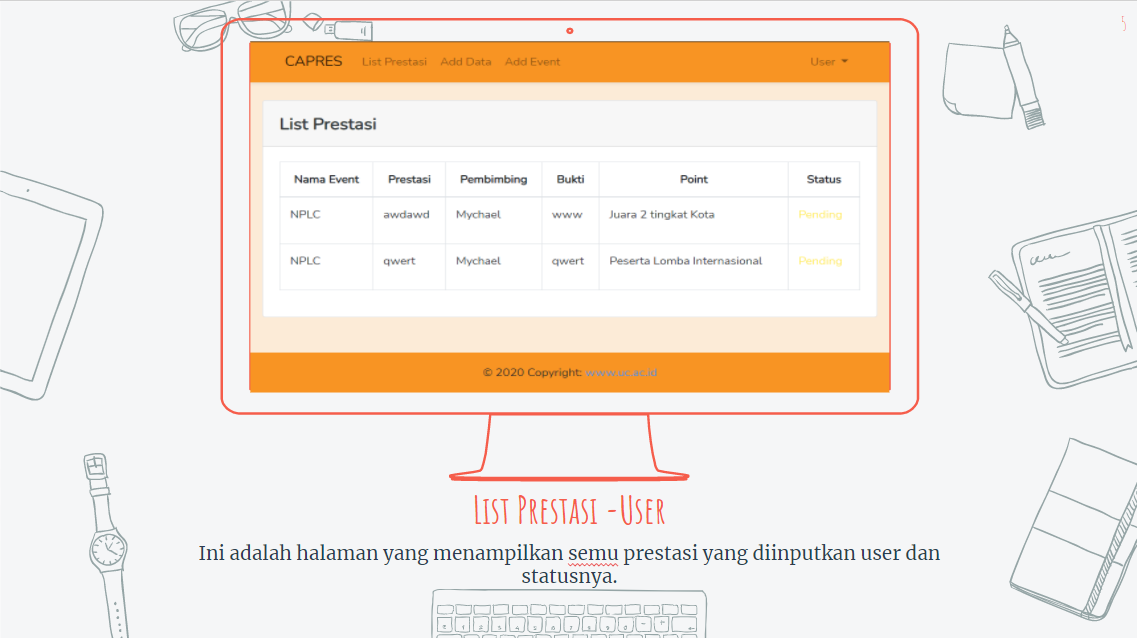 5
CAPRES List Prestasi Add Data Add Event User
List Prestasi
Nama Event Prestasi Pembimbing Bukti Point Status
NPLC awdawd Mychael www Juara 2 tingkat Kota Pending
NPLC qwert Mychael qwert Peserta Lomba Internasional Pending
© 2020 Copyright: www.uc.ac.id
List Prestasi -User
Ini adalah halaman yang menampilkan semu prestasi yang diinputkan user dan
statusnya.